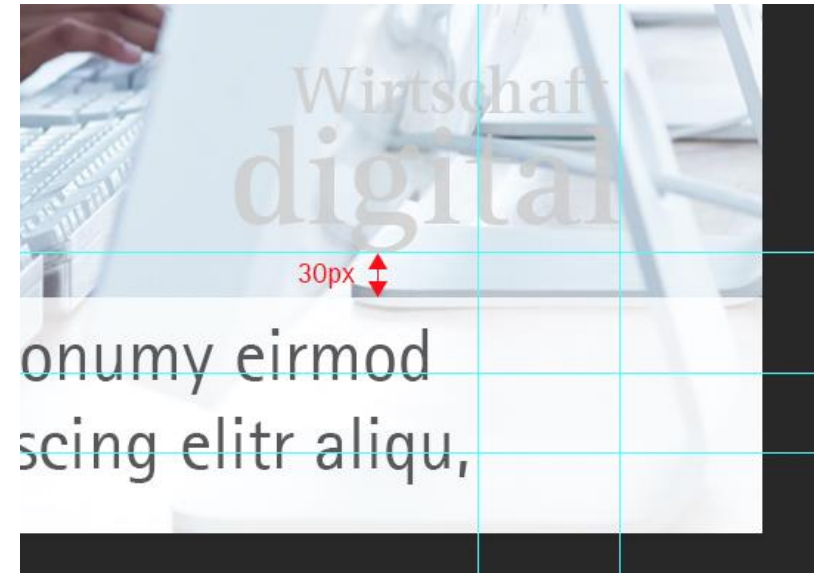 Wirtschaft
digital
30px
onumy eirmod
scing elitr aliqu,